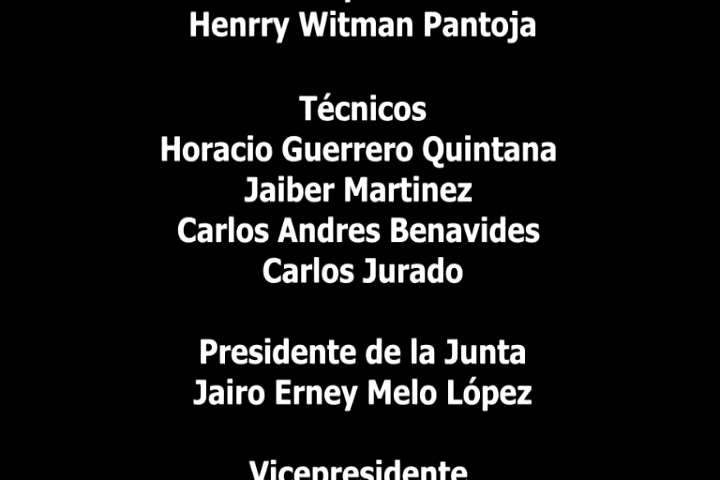 Henrry Witman Pantoja
Técnicos
Horacio Guerrero Quintana
Jaiber Martinez
Carlos Andres Benavides
Carlos Jurado
Presidente de la Junta
Jairo Erney Melo López
Vicepresidente